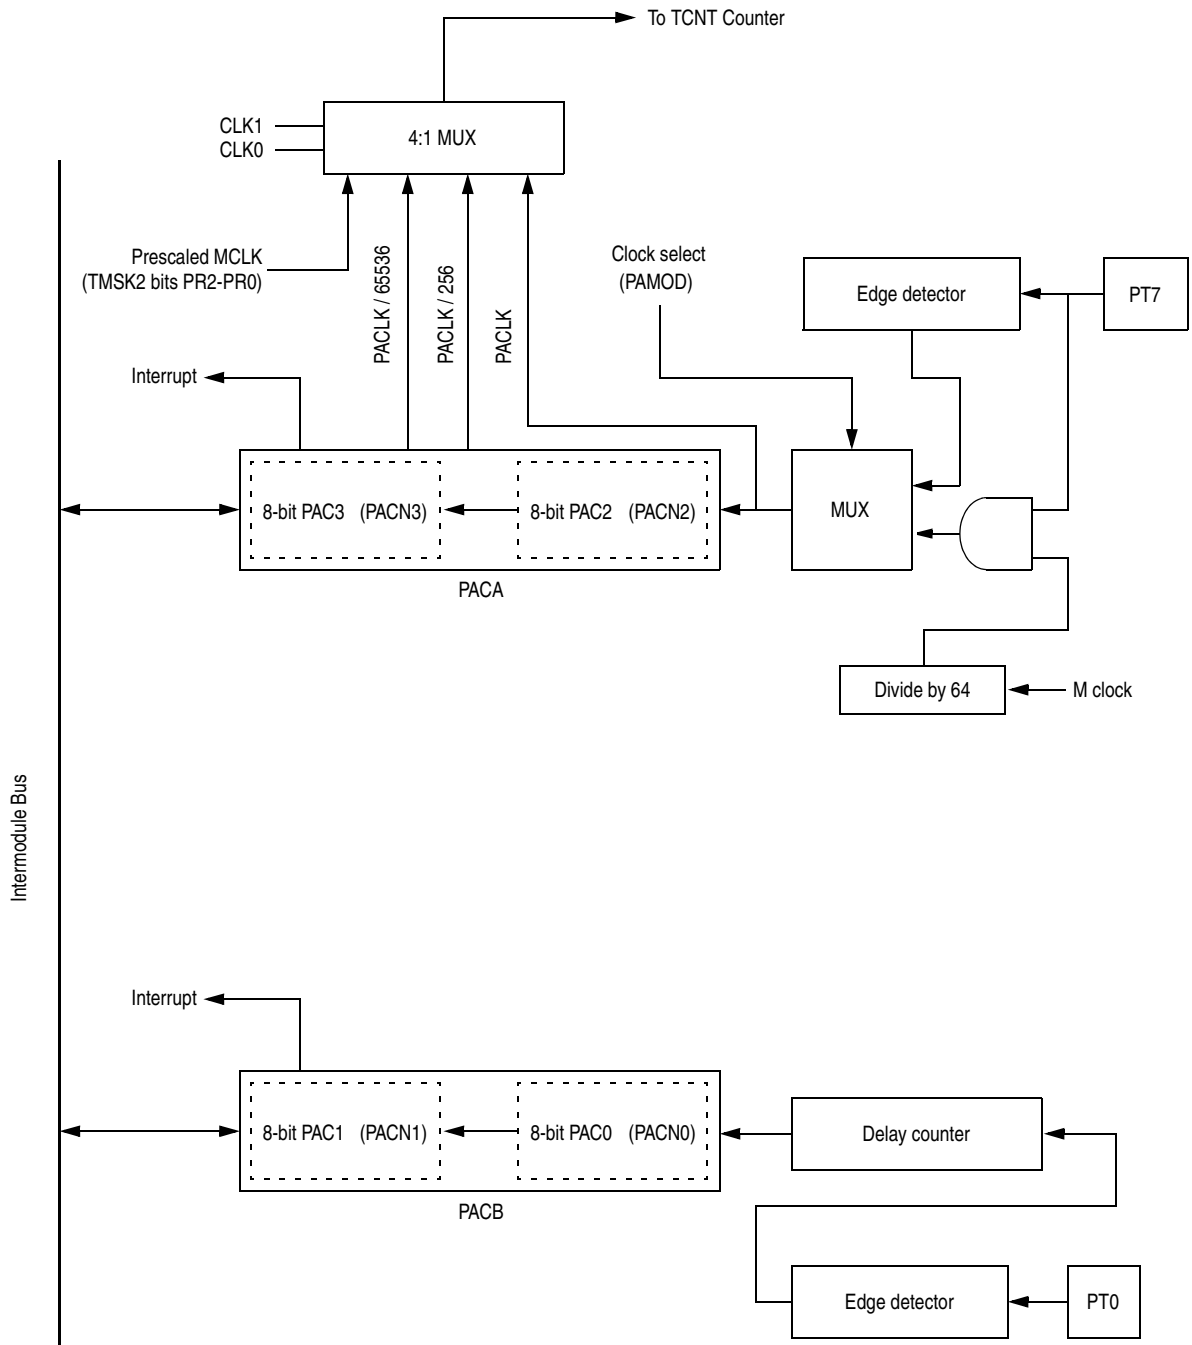 To TCNT Counter
CLK1
CLK0
4:1 MUX
Prescaled MCLK
(TMSK2 bits PR2-PR0)
PACLK / 65536
PACLK / 256
PACLK
Clock select
(PAMOD)
Edge detector
PT7
Interrupt
8-bit PAC3 (PACN3)
8-bit PAC2 (PACN2)
MUX
PACA
Divide by 64
M clock
Intermodule Bus
Interrupt
8-bit PAC1 (PACN1)
8-bit PAC0 (PACN0)
Delay counter
PACB
Edge detector
PT0